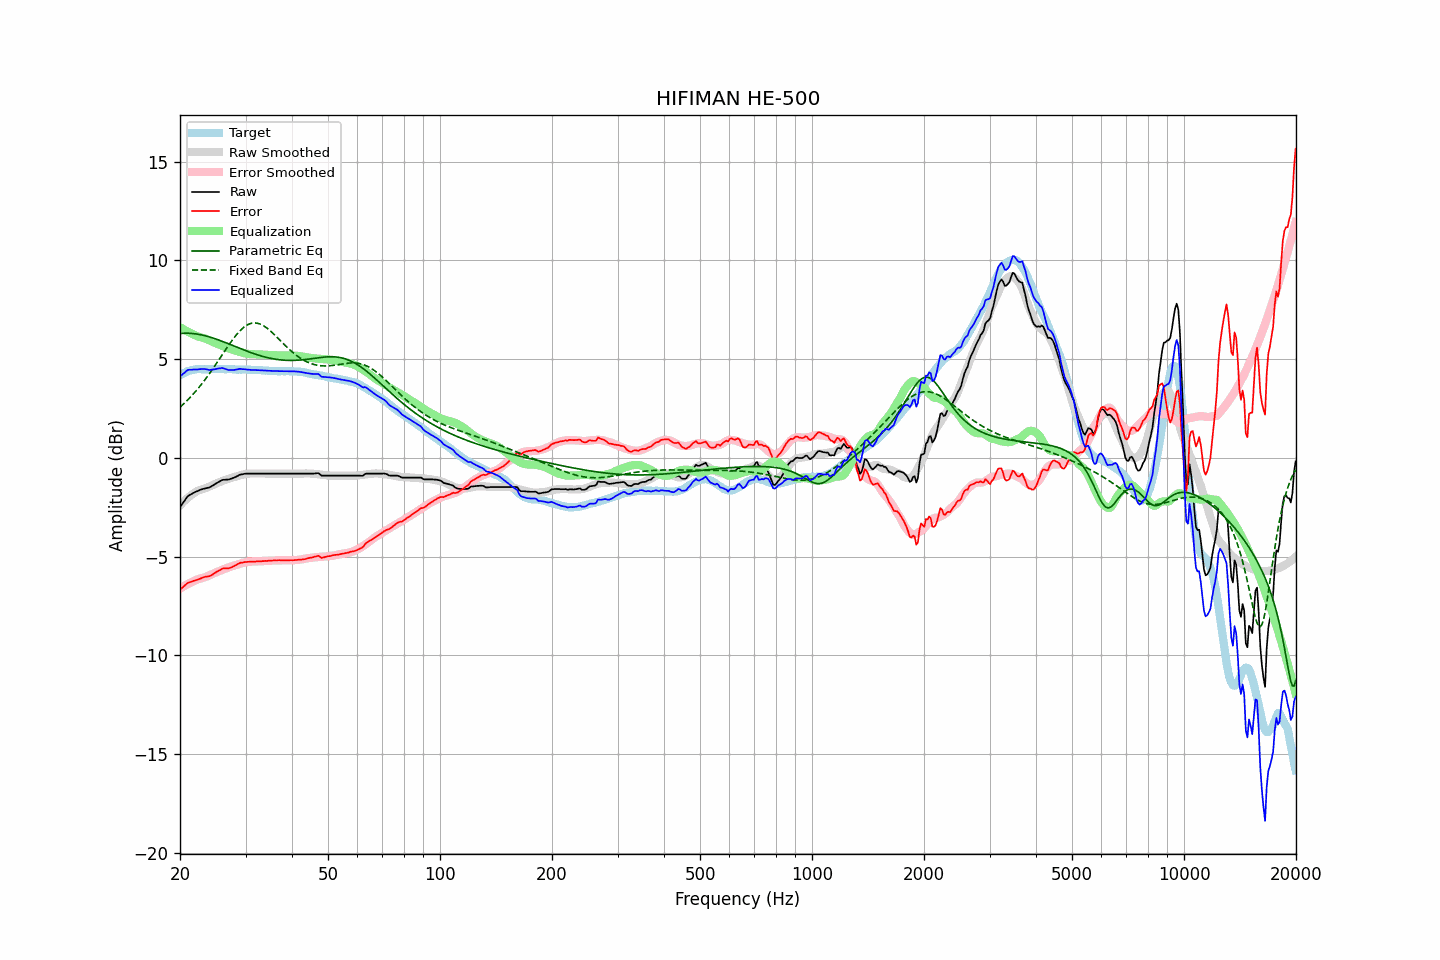 HIFIMAN HE-500
Target
Raw Smoothed
Error Smoothed
Raw
Error
Equalization
Parametric Eq
Fixed Band Eq
Equalized
15
10
5
0
−5
−10
−15
−20
Amplitude (dBr)
20
50
100
200
500
1000
2000
5000
10000
20000
Frequency (Hz)